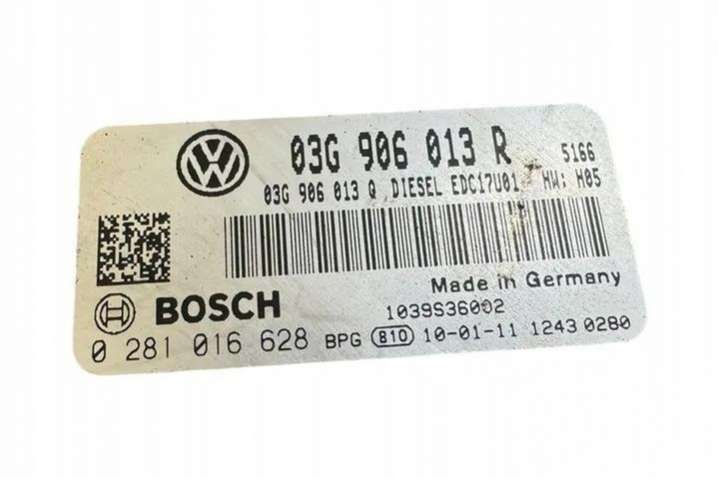 03G 906 013 R 5166
03G 906 013 Q DIESEL EDC17U01 HW: H05
Made in Germany
BOSCH 1039S36002
0 281 016 628 BPG 810 10-01-11 1243 0280